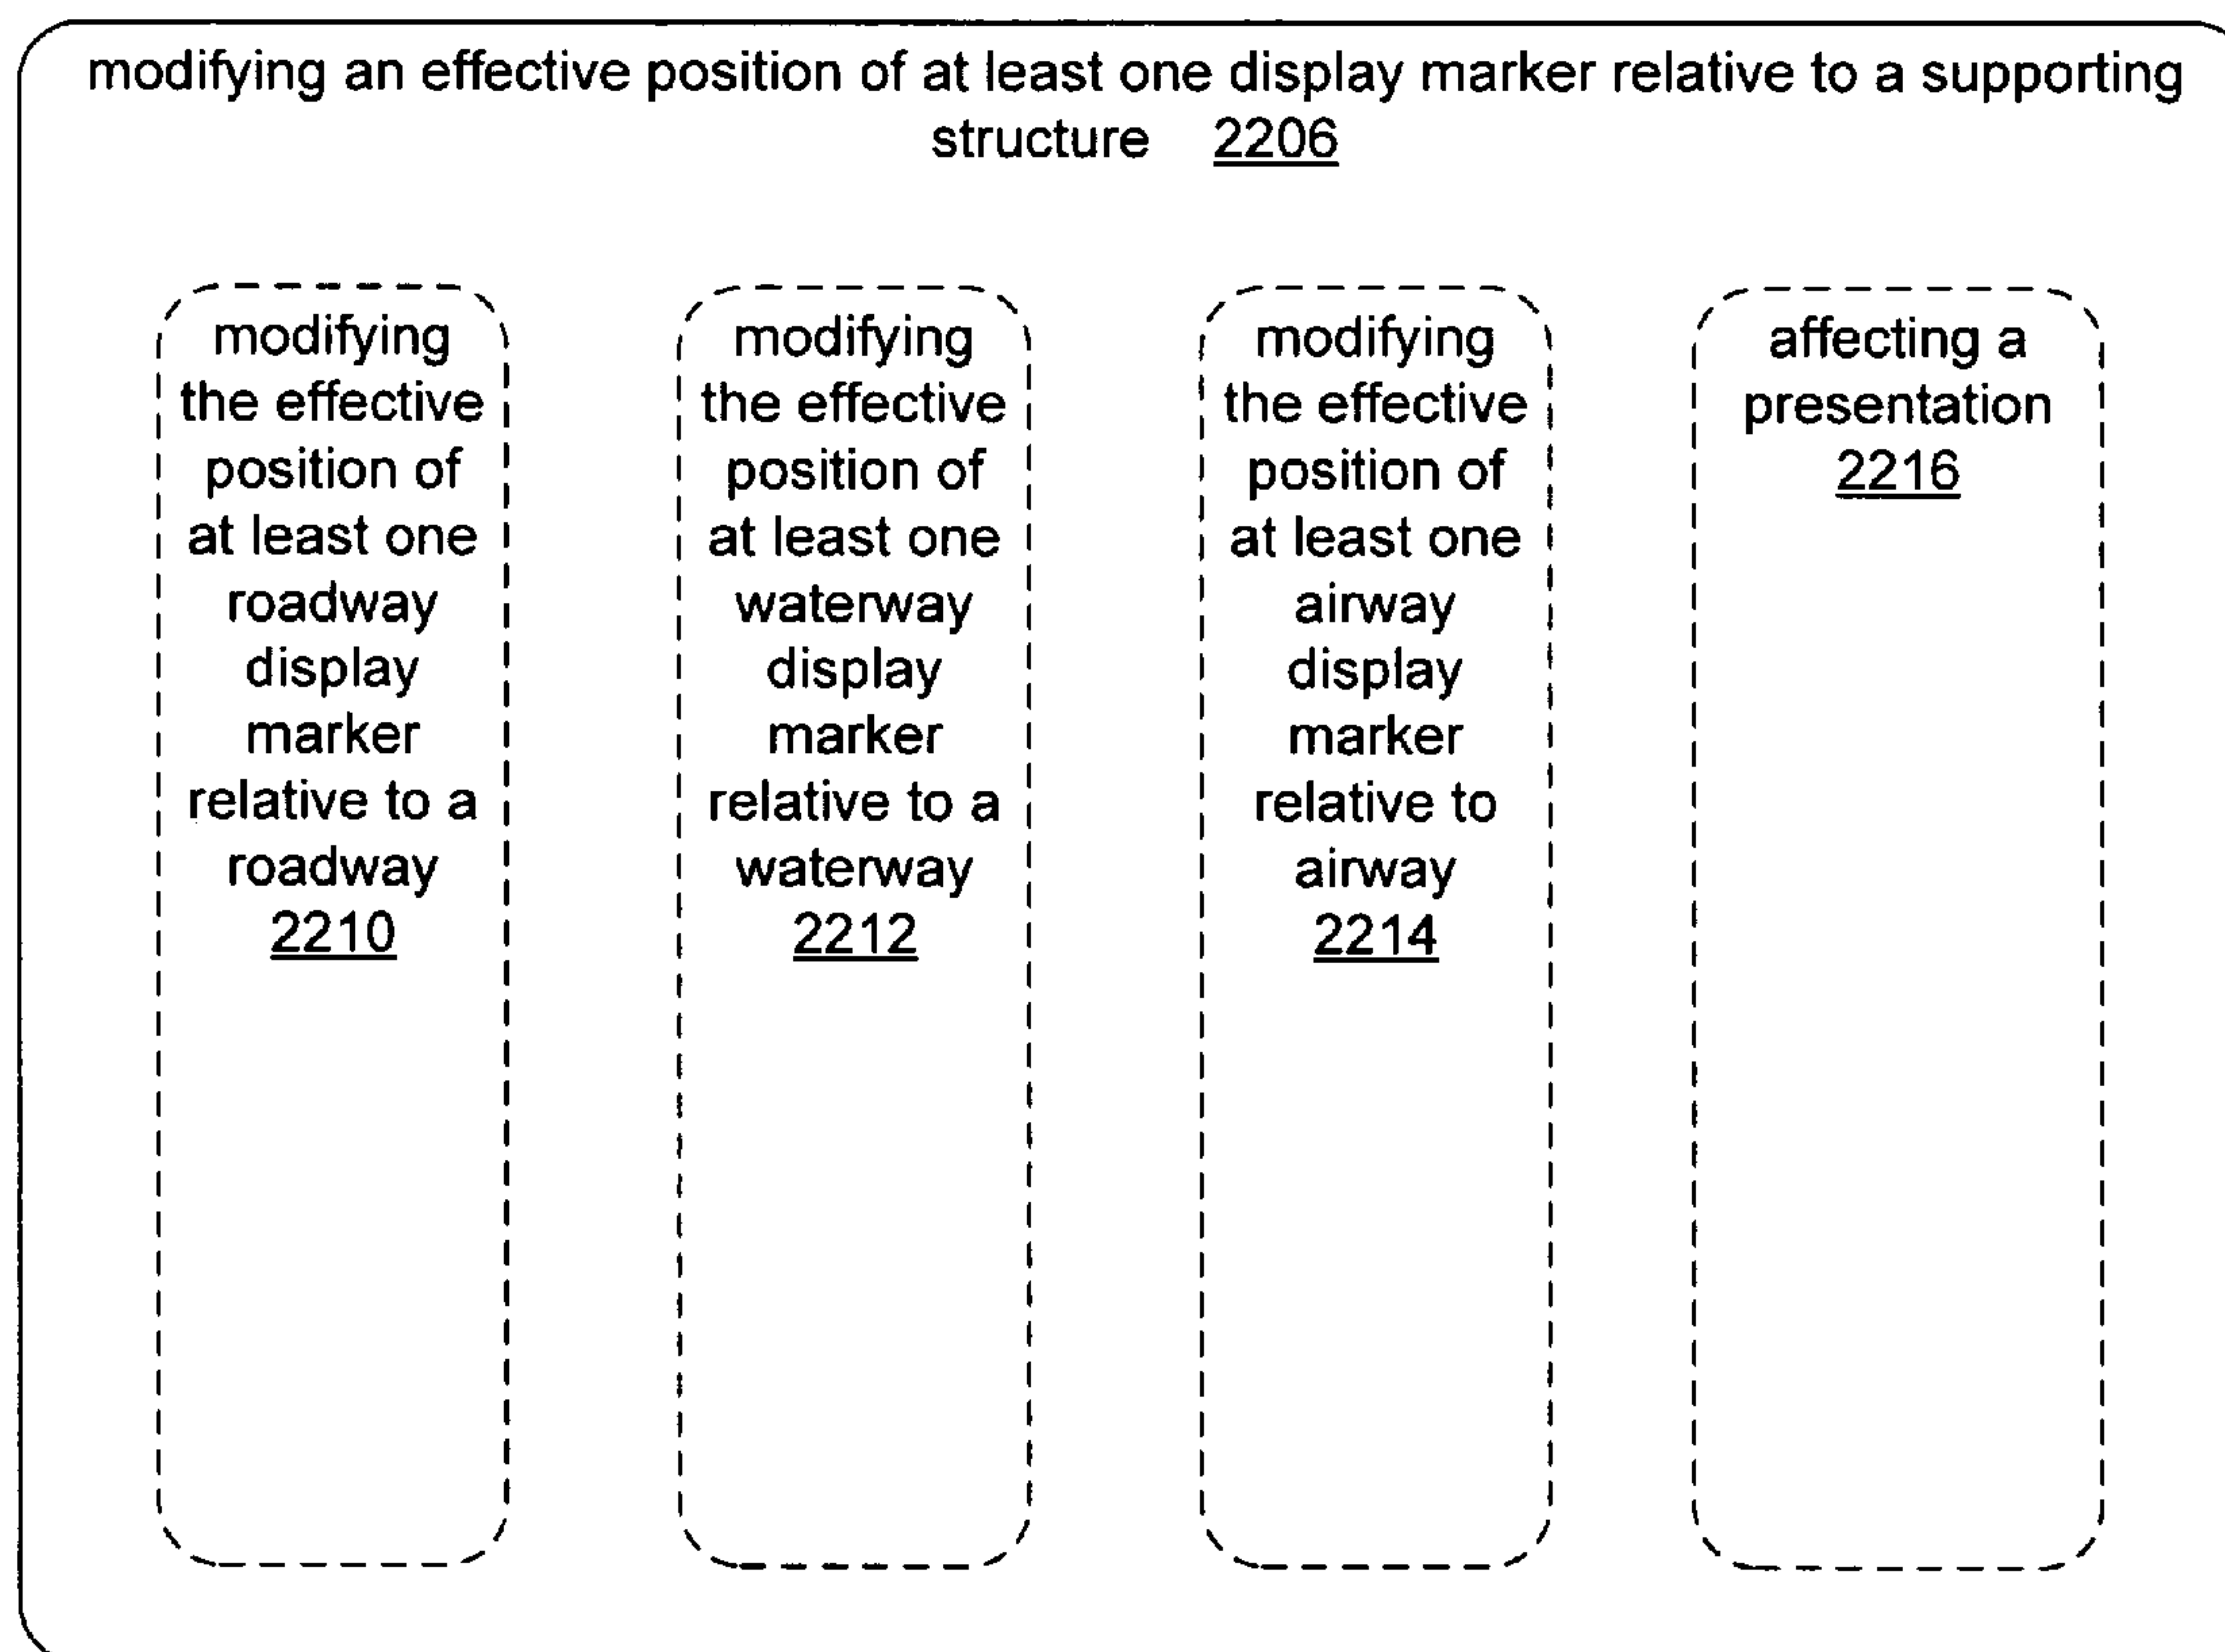 modifying an effective position of at least one display marker relative to a supporting
structure 2206
modifying
the effective
position of
at least one
roadway
display
marker
relative to a
roadway
2210
modifying
the effective
position of
at least one
waterway
display
marker
relative to a
waterway
2212
modifying
the effective
position of
at least one
airway
display
marker
relative to
airway
2214
affecting a
presentation
2216